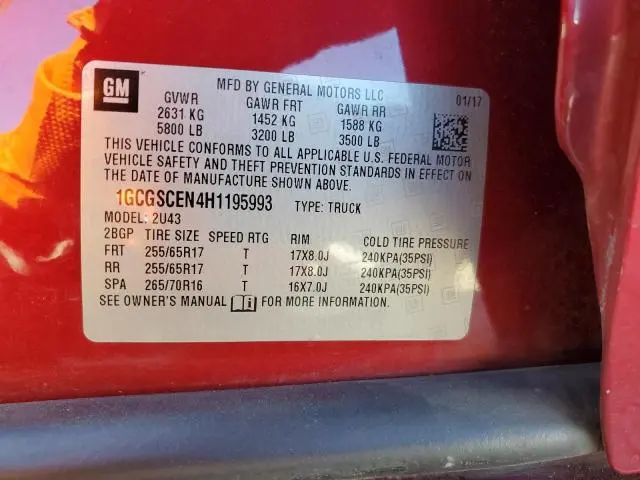 GM
MFD BY GENERAL MOTORS LLC
01/17
GVWR GAWR FRT GAWR RR
2631 KG 1452 KG 1588 KG
5800 LB 3200 LB 3500 LB
THIS VEHICLE CONFORMS TO ALL APPLICABLE U.S. FEDERAL MOTOR
VEHICLE SAFETY AND THEFT PREVENTION STANDARDS IN EFFECT ON
THE DATE OF MANUFACTURE SHOWN ABOVE.
1GCGSCEN4H1195993 TYPE: TRUCK
MODEL: 2U43
2BGP TIRE SIZE SPEED RTG RIM COLD TIRE PRESSURE
FRT 255/65R17 T 17X8.0J 240KPA(35PSI)
RR 255/65R17 T 17X8.0J 240KPA(35PSI)
SPA 265/70R16 T 16X7.0J 240KPA(35PSI)
SEE OWNER'S MANUAL FOR MORE INFORMATION.